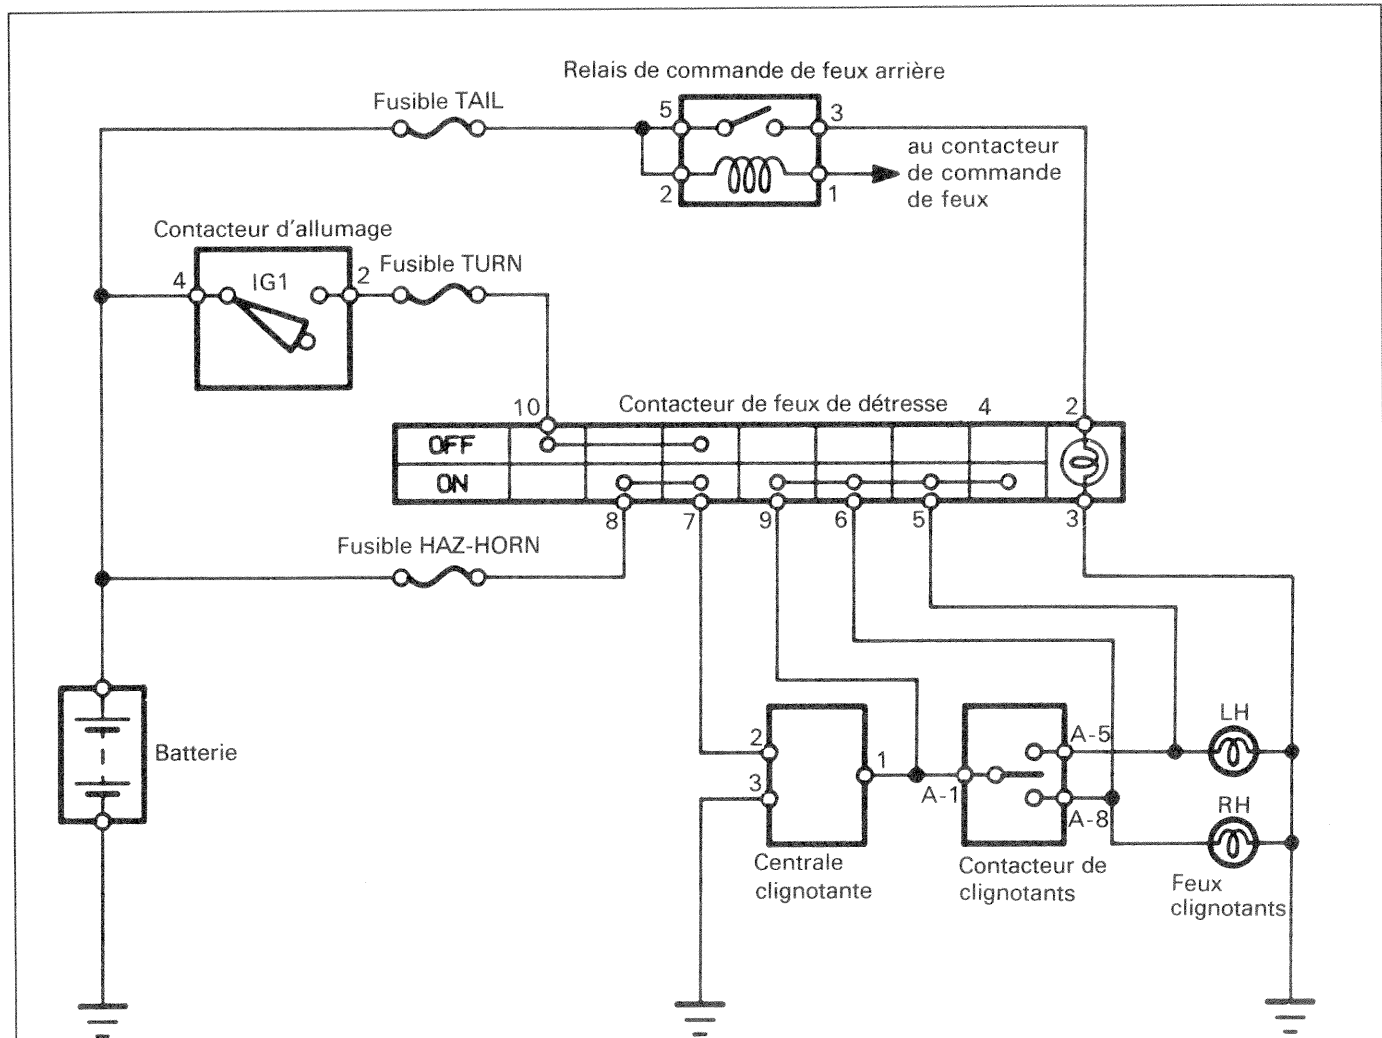 Relais de commande de feux arrière
Fusible TAIL
5
3
2
1
au contacteur
de commande
de feux
Contacteur d'allumage
4
IG1
2
Fusible TURN
10
Contacteur de feux de détresse
4
2
OFF
ON
8
7
9
6
5
3
Fusible HAZ-HORN
Batterie
2
3
1
A-1
A-5
A-8
LH
RH
Centrale
clignotante
Contacteur de
clignotants
Feux
clignotants